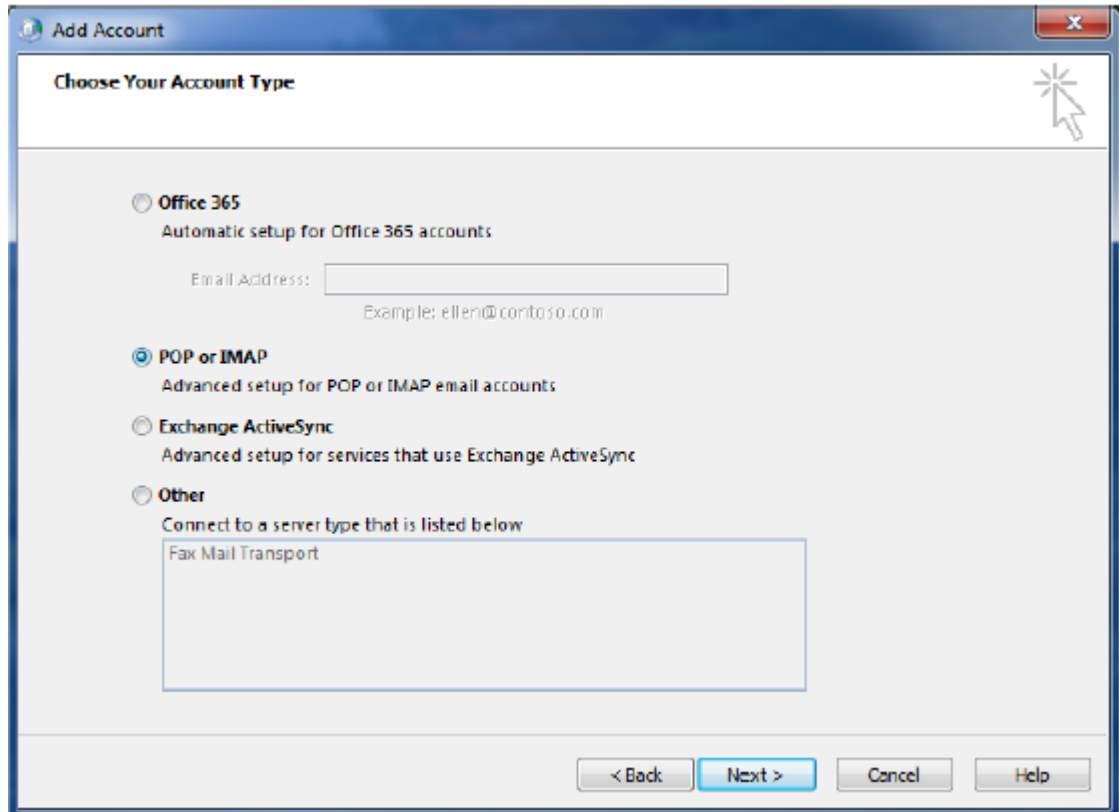 Add Account
Choose Your Account Type
Office 365
Automatic setup for Office 365 accounts
Email Address:
Example: ellen@contoso.com
POP or IMAP
Advanced setup for POP or IMAP email accounts
Exchange ActiveSync
Advanced setup for services that use Exchange ActiveSync
Other
Connect to a server type that is listed below
Fax Mail Transport
< Back Next > Cancel Help